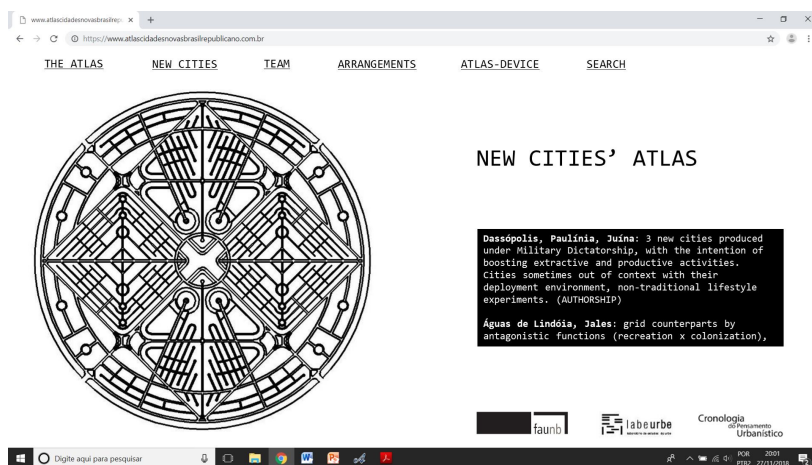 www.atlascidadesnovasbrasilrep
https://www.atlascidadesnovasbrasilrepublicano.com.br
THE ATLAS NEW CITIES TEAM ARRANGEMENTS ATLAS-DEVICE SEARCH
NEW CITIES’ ATLAS
Dassópolis, Paulínia, Juína: 3 new cities produced
under Military Dictatorship, with the intention of
boosting extractive and productive activities.
Cities sometimes out of context with their
deployment environment, non-traditional lifestyle
experiments. (AUTHORSHIP)
Águas de Lindóia, Jales: grid counterparts by
antagonistic functions (recreation x colonization),
faunb
labeurbe
Cronologia
do Pensamento
Urbanístico
Digite aqui para pesquisar
POR 20:01
PTB2 27/11/2018